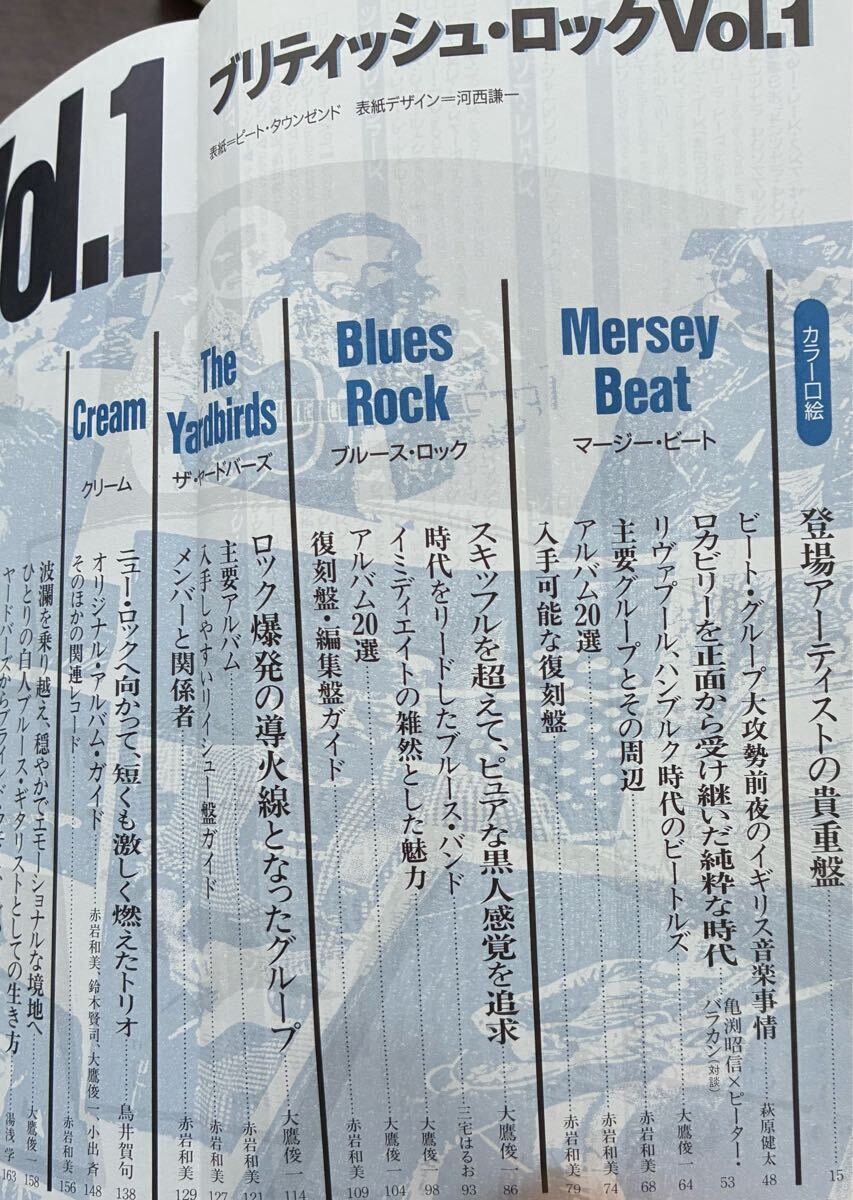 Vol.1
ブリティッシュ・ロックVol.1
表紙=ピート・タウンゼンド 表紙デザイン=河西謙一
カラー口絵
登場アーティストの貴重盤 15
Mersey
Beat
マージー・ビート
ビート・グループ大攻勢前夜のイギリス音楽事情 萩原健太 48
ロカビリーを正面から受け継いだ純粋な時代 亀渕昭信×ピーター・バラカン(対談) 53
リヴァプール、ハンブルク時代のビートルズ 大鷹俊一 64
主要グループとその周辺 赤岩和美 68
アルバム20選 赤岩和美 74
入手可能な復刻盤 赤岩和美 79
Blues
Rock
ブルース・ロック
スキッフルを超えて、ピュアな黒人感覚を追求 大鷹俊一 86
時代をリードしたブルース・バンド 三宅はるお 93
イミディエイトの雑然とした魅力 大鷹俊一 98
アルバム20選 大鷹俊一 104
復刻盤・編集盤ガイド 赤岩和美 109
The
Yardbirds
ザ・ヤードバーズ
ロック爆発の導火線となったグループ 大鷹俊一 114
主要アルバム 赤岩和美 121
入手しやすいリイシュー盤ガイド 赤岩和美 127
メンバーと関係者 赤岩和美 129
Cream
クリーム
ニュー・ロックへ向かって、短くも激しく燃えたトリオ 鳥井賀句 138
オリジナル・アルバム・ガイド 赤岩和美、鈴木賢司、大鷹俊一、小出斉 148
そのほかの関連レコード 赤岩和美 156
波瀾を乗り越え、穏やかでエモーショナルな境地へ 大鷹俊一 158
ひとりの白人ブルース・ギタリストとしての生き方 湯浅学 163
ヤードバーズからブラインド・フェイ